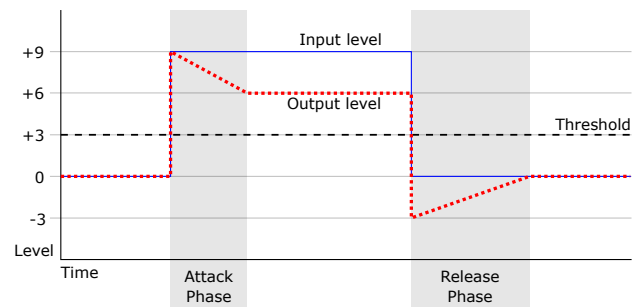 +9
Input level
+6
Output level
+3
Threshold
0
-3
Level
Time
Attack
Phase
Release
Phase